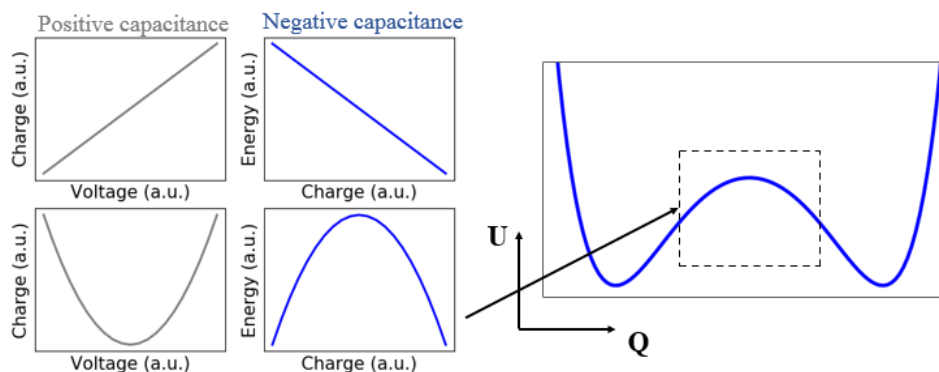 Positive capacitance
Negative capacitance
Charge (a.u.)
Voltage (a.u.)
Energy (a.u.)
Charge (a.u.)
Charge (a.u.)
Voltage (a.u.)
Energy (a.u.)
Charge (a.u.)
U
Q